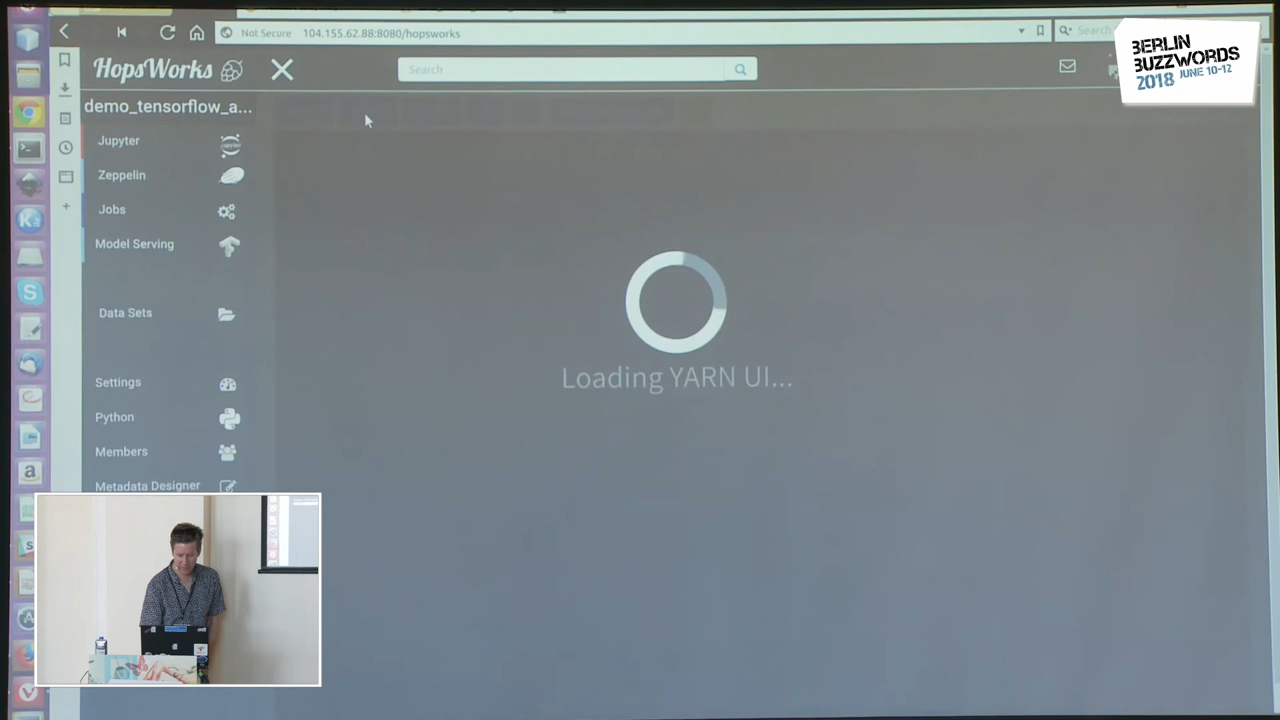 Not Secure 104.155.62.88:8080/hopsworks
Search
BERLIN
BUZZWORDS
2018 JUNE 10-12
HopsWorks
Search
demo_tensorflow_a...
Jupyter
jupyter
Zeppelin
Jobs
Model Serving
Data Sets
Settings
Python
Members
Metadata Designer
Loading YARN UI...